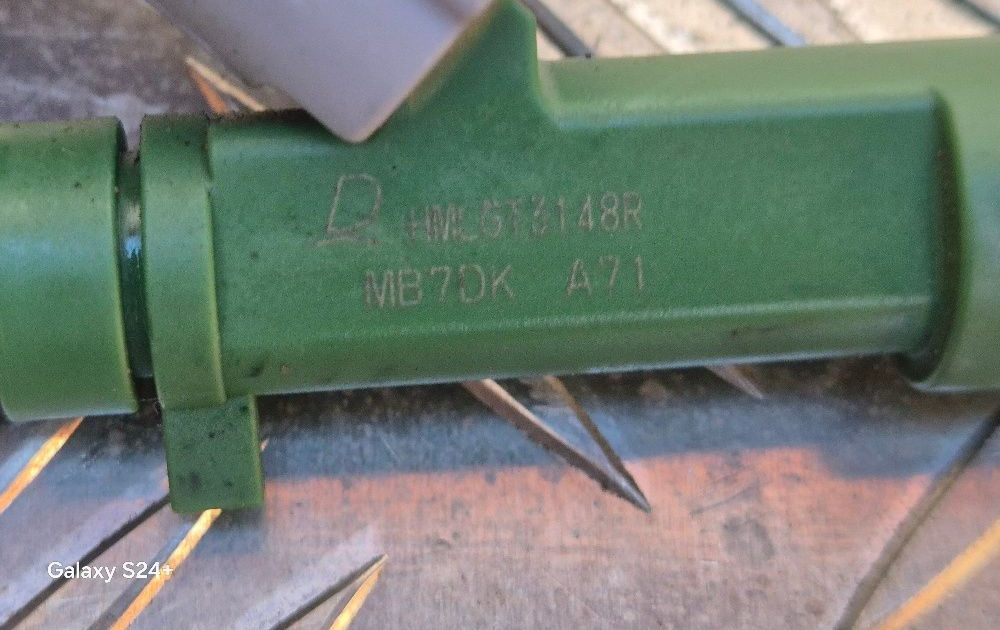 HMLGT3148R
MB7DK A71
Galaxy S24+